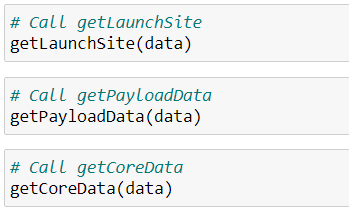 # Call getLaunchSite
getLaunchSite(data)
# Call getPayloadData
getPayloadData(data)
# Call getCoreData
getCoreData(data)